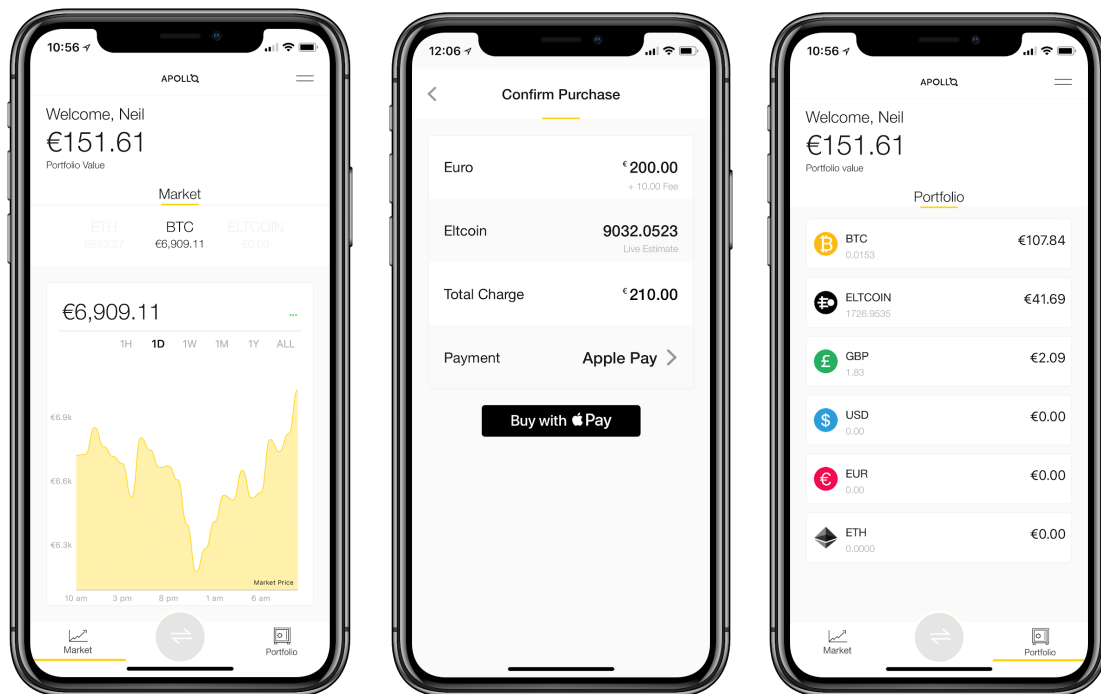 10:56
APOLLO
Welcome, Neil
€151.61
Portfolio Value
Market
ETH BTC ELTCOIN
€683.27 €6,909.11 €0.02
€6,909.11
...
1H 1D 1W 1M 1Y ALL
€6.9k
€6.6k
€6.3k
Market Price
10 am 3 pm 8 pm 1 am 6 am
Market Portfolio
12:06
Confirm Purchase
Euro €200.00
+ 10.00 Fee
Eltcoin 9032.0523
Live Estimate
Total Charge €210.00
Payment Apple Pay
Buy with Pay
10:56
APOLLO
Welcome, Neil
€151.61
Portfolio value
Portfolio
BTC €107.84
0.0153
ELTCOIN €41.69
1726.9535
GBP €2.09
1.83
USD €0.00
0.00
EUR €0.00
0.00
ETH €0.00
0.0000
Market Portfolio